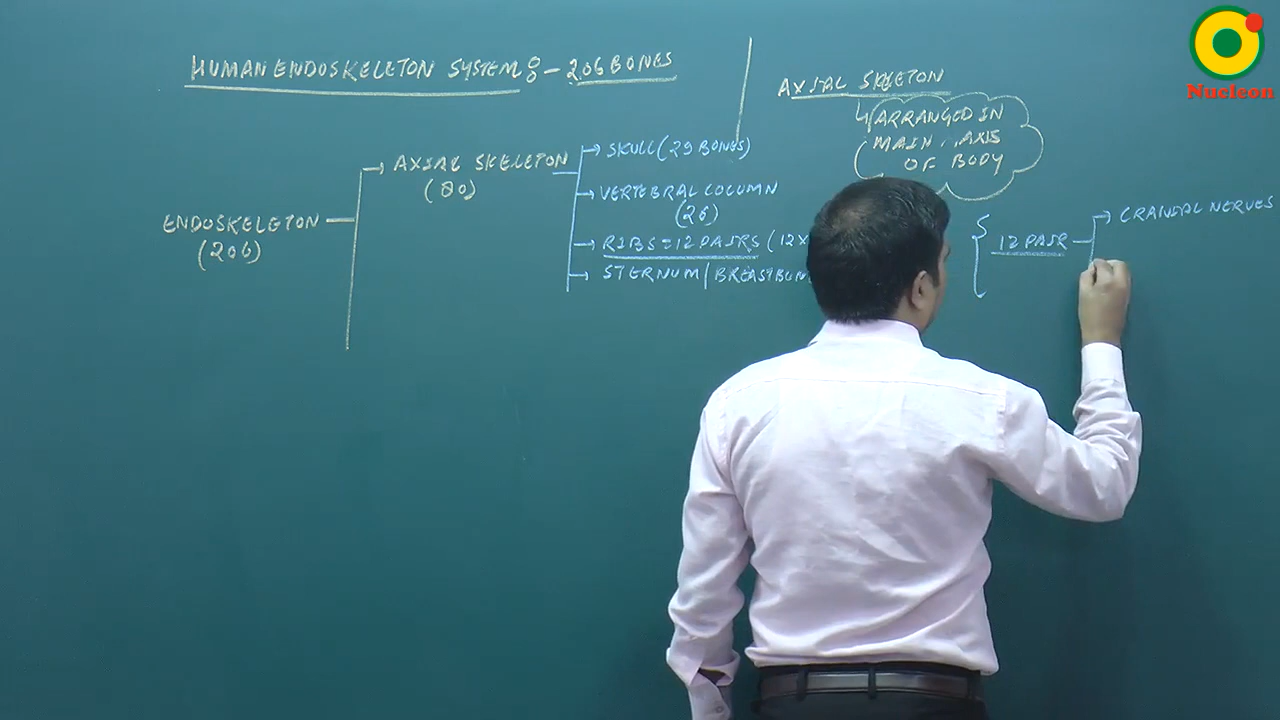 HUMAN ENDOSKELETON SYSTEM :- 206 BONES
AXIAL SKELETON
↳ ARRANGED IN
MAIN AXIS
OF BODY
ENDOSKELETON
(206)
→ AXIAL SKELETON
(80)
→ SKULL (29 BONES)
→ VERTEBRAL COLUMN
(26)
→ RIBS = 12 PAIRS (12×
→ STERNUM | BREASTBON
12 PAIR
→ CRANIAL NERVES
Nucleon